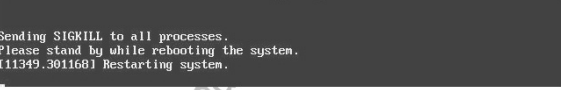 Sending SIGKILL to all processes.
Please stand by while rebooting the system.
[11349.301168] Restarting system.